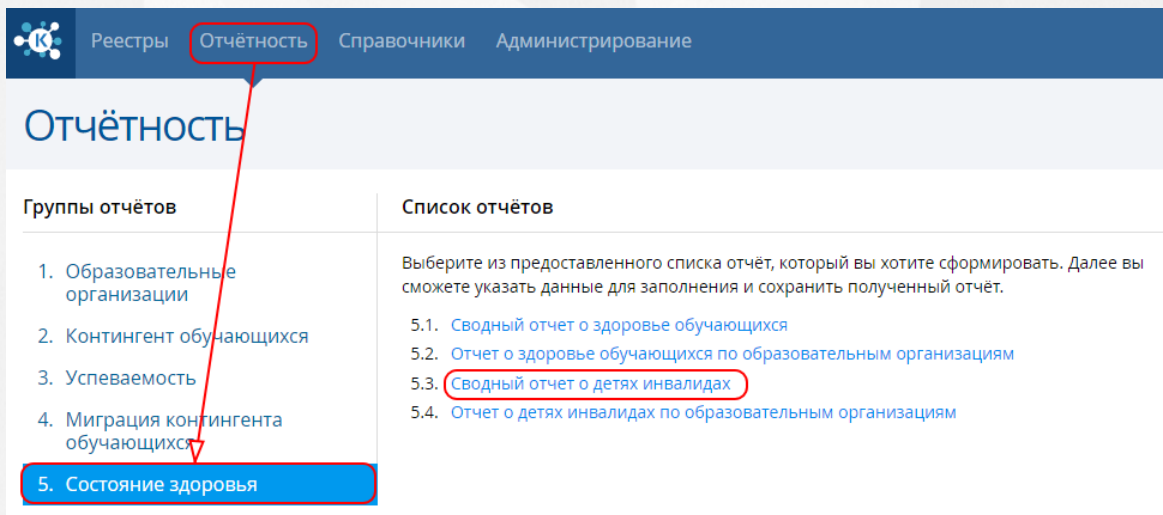 К Реестры Отчётность Справочники Администрирование
Отчётность
Группы отчётов
1. Образовательные
организации
2. Контингент обучающихся
3. Успеваемость
4. Миграция контингента
обучающихся
5. Состояние здоровья
Список отчётов
Выберите из предоставленного списка отчёт, который вы хотите сформировать. Далее вы
сможете указать данные для заполнения и сохранить полученный отчёт.
5.1. Сводный отчет о здоровье обучающихся
5.2. Отчет о здоровье обучающихся по образовательным организациям
5.3. Сводный отчет о детях инвалидах
5.4. Отчет о детях инвалидах по образовательным организациям